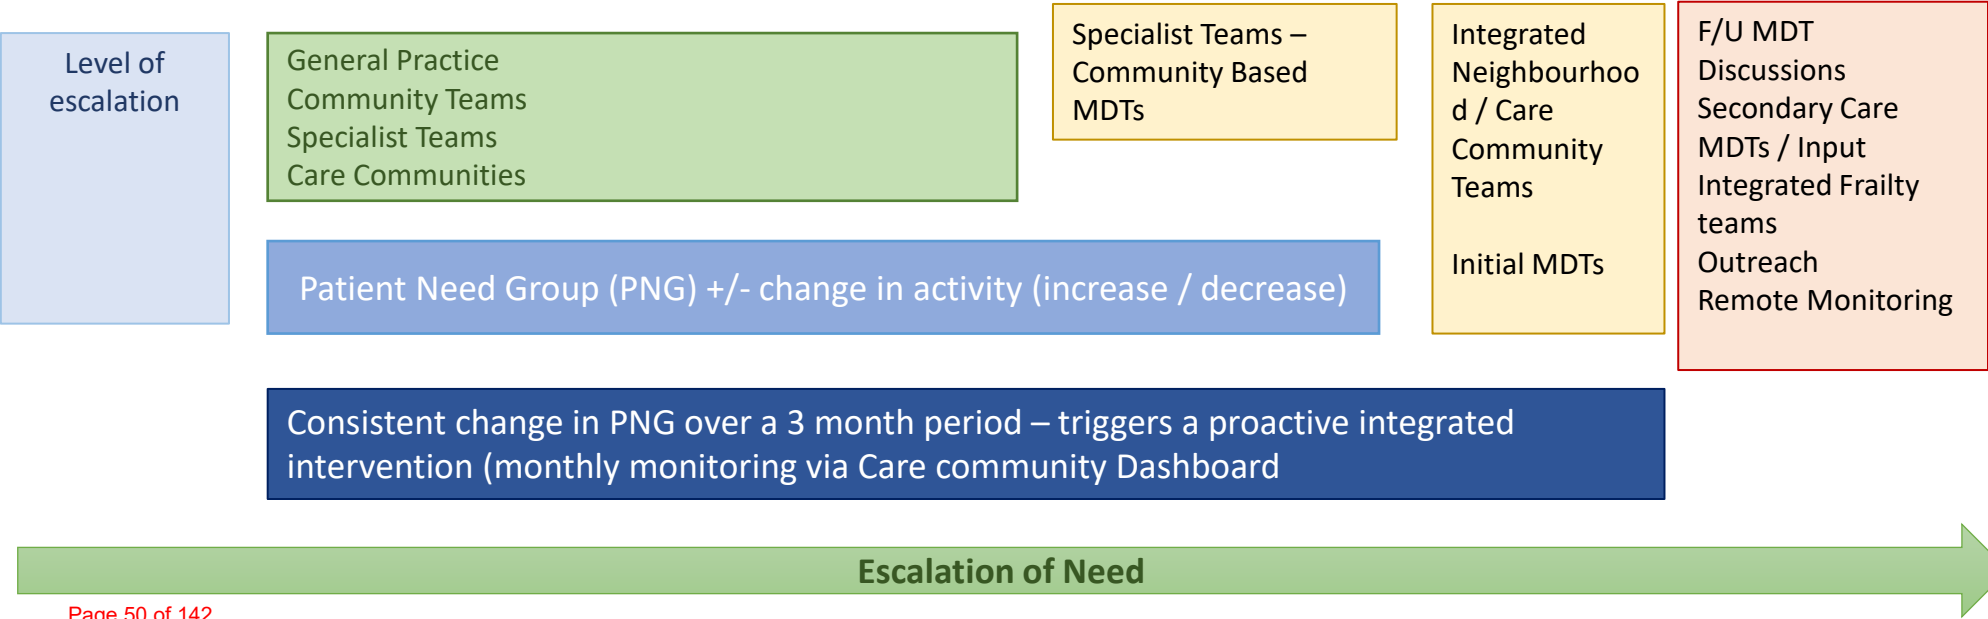 Level of
escalation
General Practice
Community Teams
Specialist Teams
Care Communities
Specialist Teams –
Community Based
MDTs
Integrated
Neighbourhoo
d / Care
Community
Teams
Initial MDTs
F/U MDT
Discussions
Secondary Care
MDTs / Input
Integrated Frailty
teams
Outreach
Remote Monitoring
Patient Need Group (PNG) +/- change in activity (increase / decrease)
Consistent change in PNG over a 3 month period – triggers a proactive integrated
intervention (monthly monitoring via Care community Dashboard
Escalation of Need
Page 50 of 142